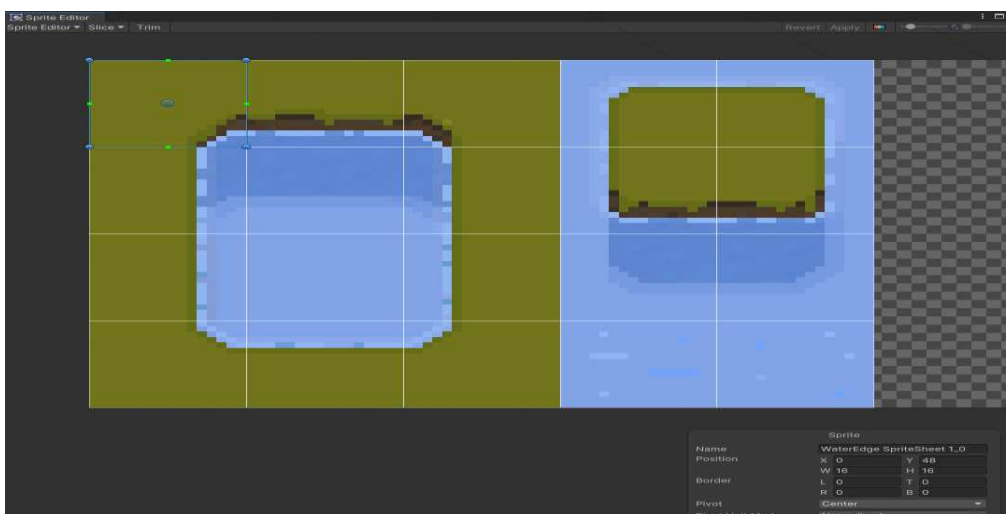 Sprite Editor
Sprite Editor Slice Trim Revert Apply
Sprite
Name WaterEdge SpriteSheet 1_0
Position X 0 Y 48
W 16 H 16
Border L 0 T 0
R 0 B 0
Pivot Center